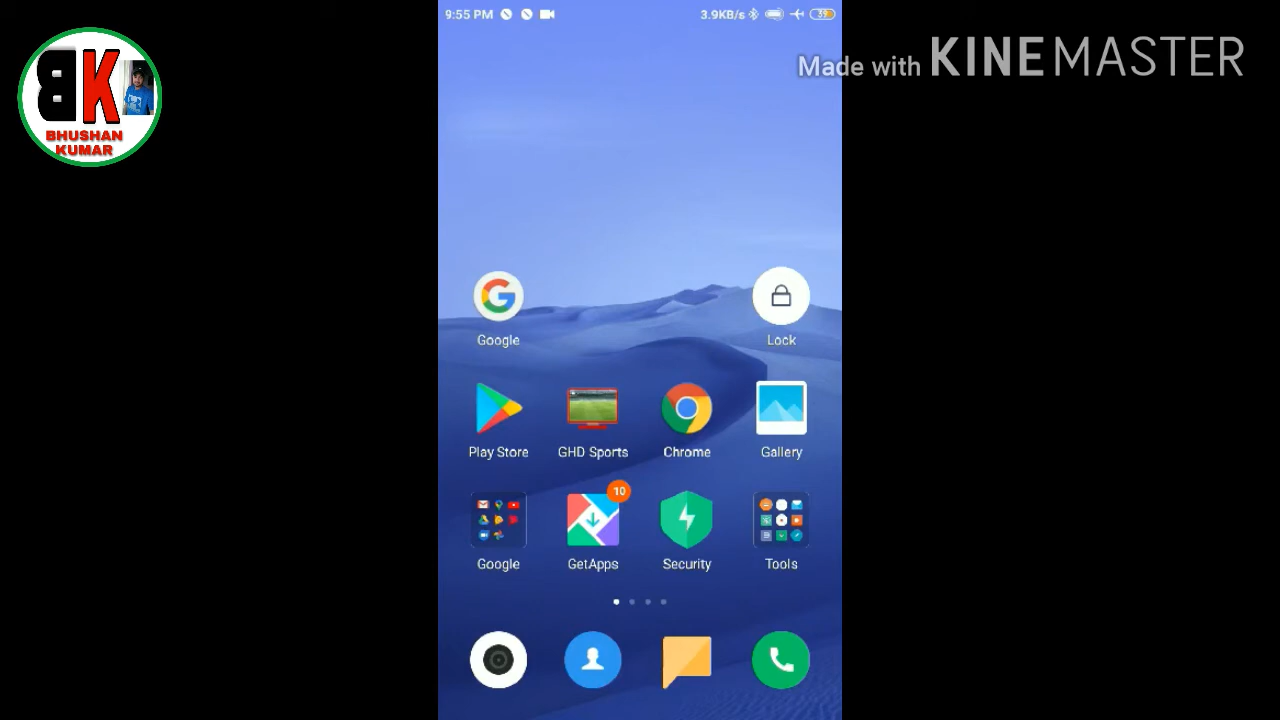 9:55 PM
3.9KB/s
39
Made with KINEMASTER
BK
BHUSHAN
KUMAR
Google
Lock
Play Store
GHD Sports
Chrome
Gallery
10
Google
GetApps
Security
Tools